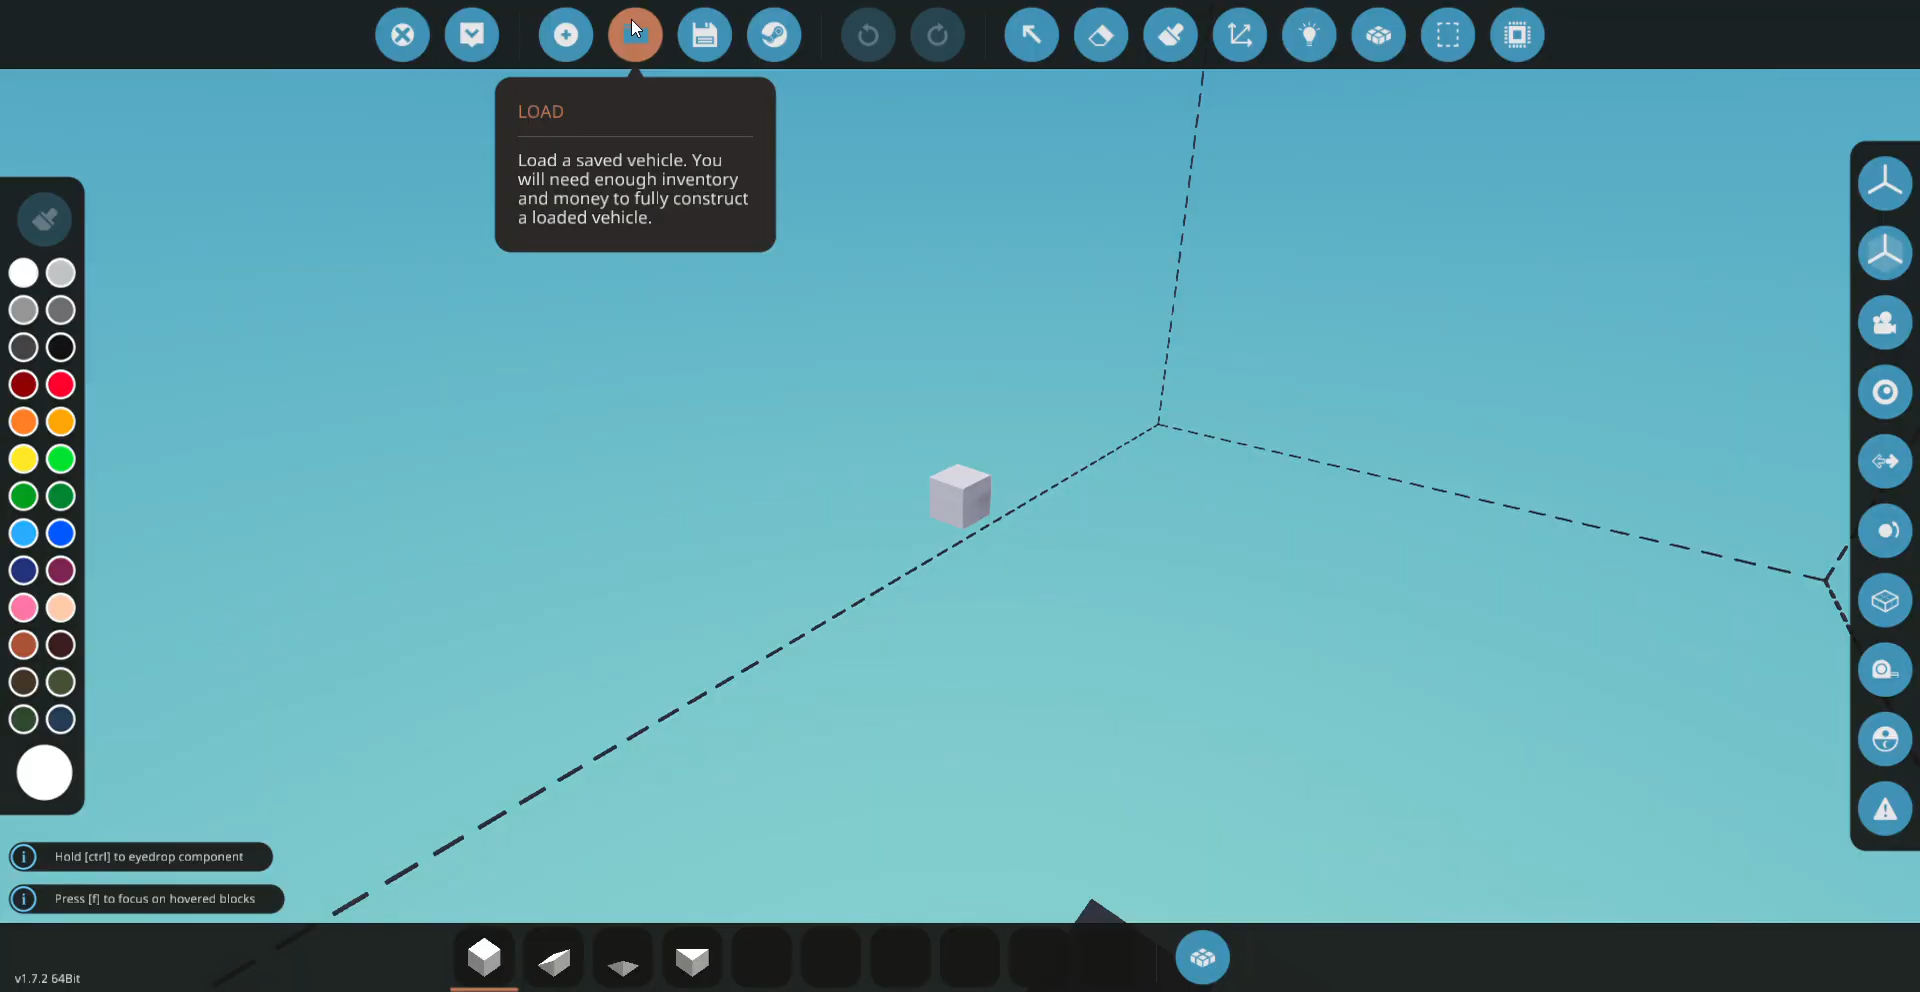 LOAD
Load a saved vehicle. You
will need enough inventory
and money to fully construct
a loaded vehicle.
Hold [ctrl] to eyedrop component
Press [f] to focus on hovered blocks
v1.7.2 64Bit